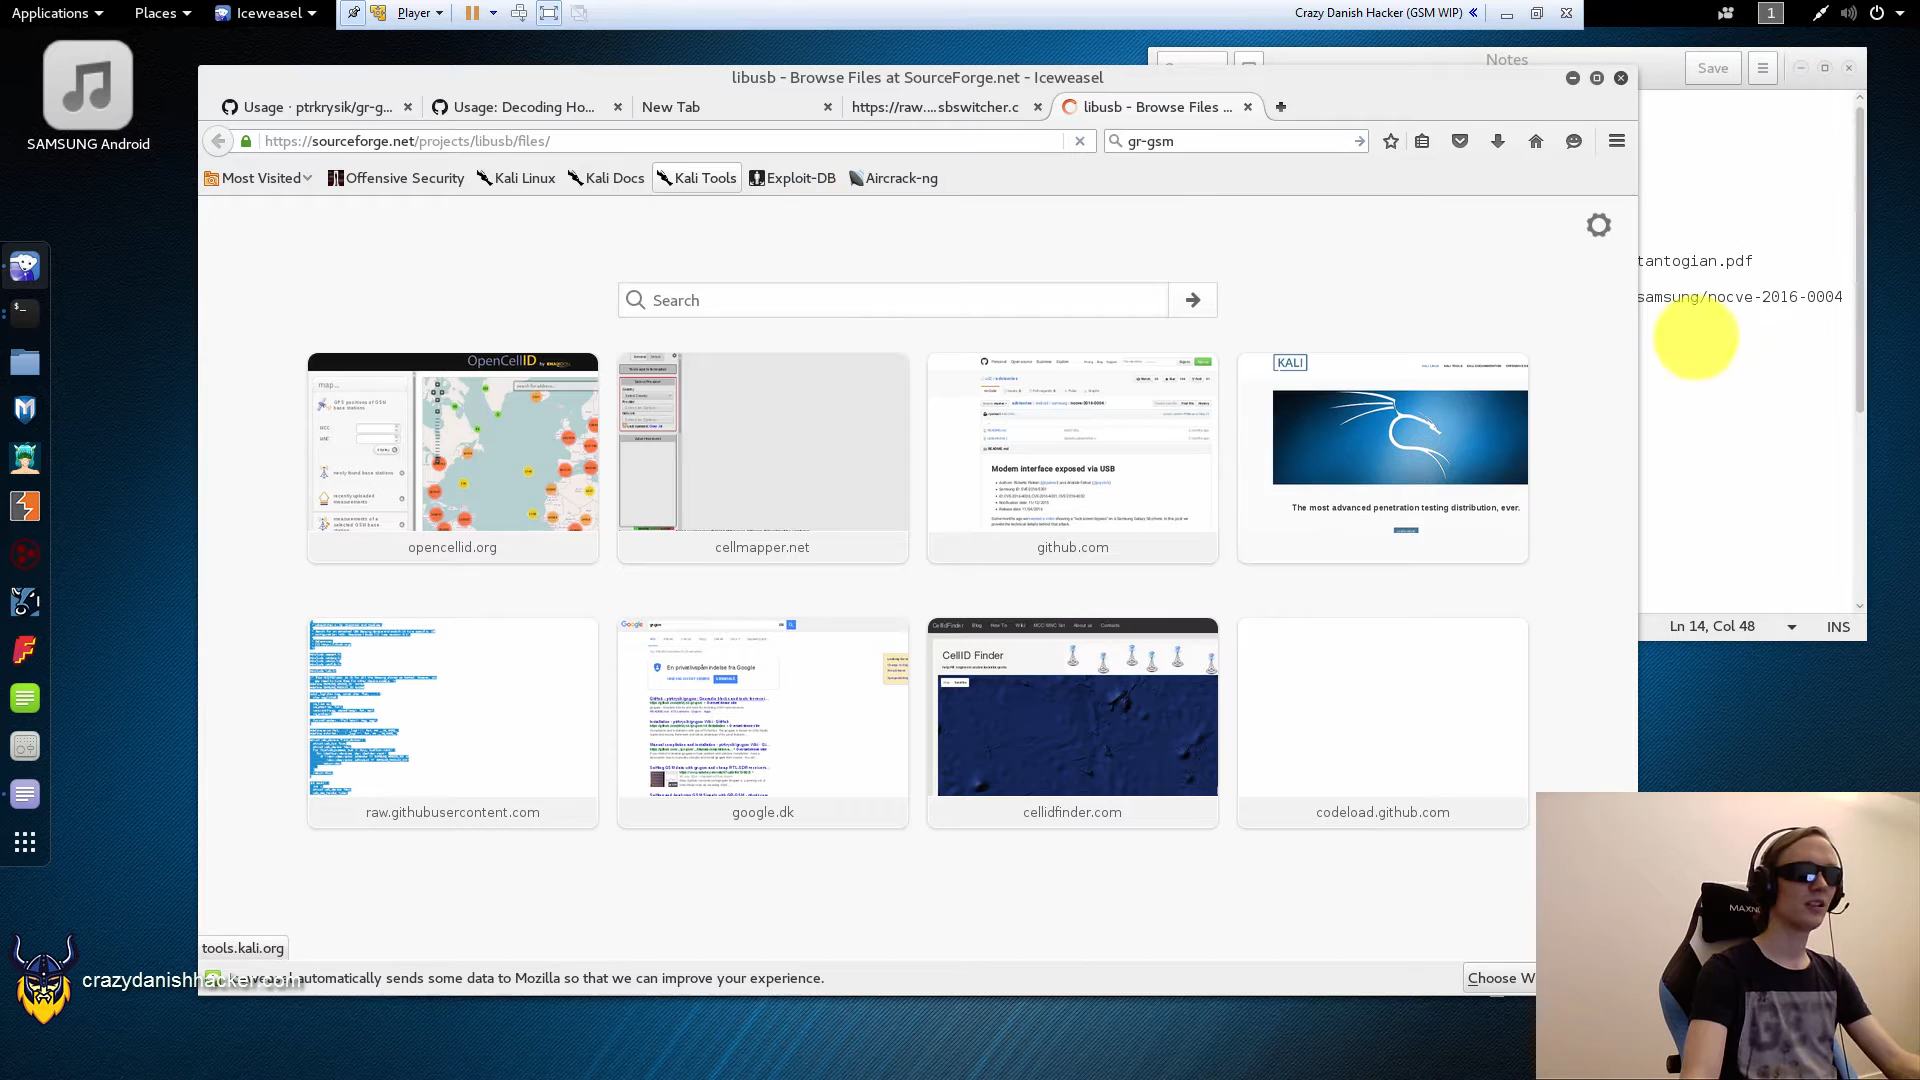 Applications
Places
Iceweasel
Player
Crazy Danish Hacker (GSM WIP)
1
SAMSUNG Android
Notes
Save
libusb - Browse Files at SourceForge.net - Iceweasel
Usage · ptrkrysik/gr-g...
Usage: Decoding Ho...
New Tab
https://raw....sbswitcher.c
libusb - Browse Files ...
https://sourceforge.net/projects/libusb/files/
gr-gsm
Most Visited
Offensive Security
Kali Linux
Kali Docs
Kali Tools
Exploit-DB
Aircrack-ng
tantogian.pdf
samsung/nocve-2016-0004
Search
OpenCellID
map...
opencellid.org
cellmapper.net
Modem interface exposed via USB
github.com
KALI
The most advanced penetration testing distribution, ever.
raw.githubusercontent.com
Google
En privatlivspåmindelse fra Google
google.dk
CellID Finder
cellidfinder.com
codeload.github.com
Ln 14, Col 48
INS
tools.kali.org
automatically sends some data to Mozilla so that we can improve your experience.
Choose W
crazydanishhacker.com